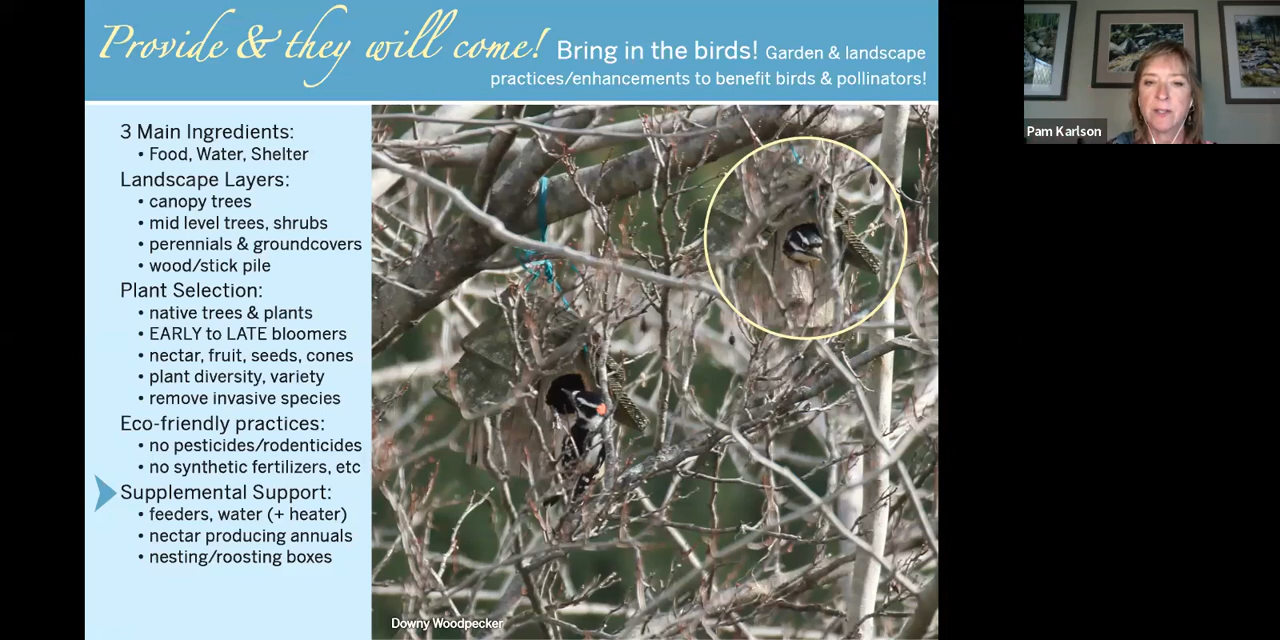 Provide & they will come! Bring in the birds! Garden & landscape
practices/enhancements to benefit birds & pollinators!
3 Main Ingredients:
• Food, Water, Shelter
Landscape Layers:
• canopy trees
• mid level trees, shrubs
• perennials & groundcovers
• wood/stick pile
Plant Selection:
• native trees & plants
• EARLY to LATE bloomers
• nectar, fruit, seeds, cones
• plant diversity, variety
• remove invasive species
Eco-friendly practices:
• no pesticides/rodenticides
• no synthetic fertilizers, etc
Supplemental Support:
• feeders, water (+ heater)
• nectar producing annuals
• nesting/roosting boxes
Downy Woodpecker
Pam Karlson